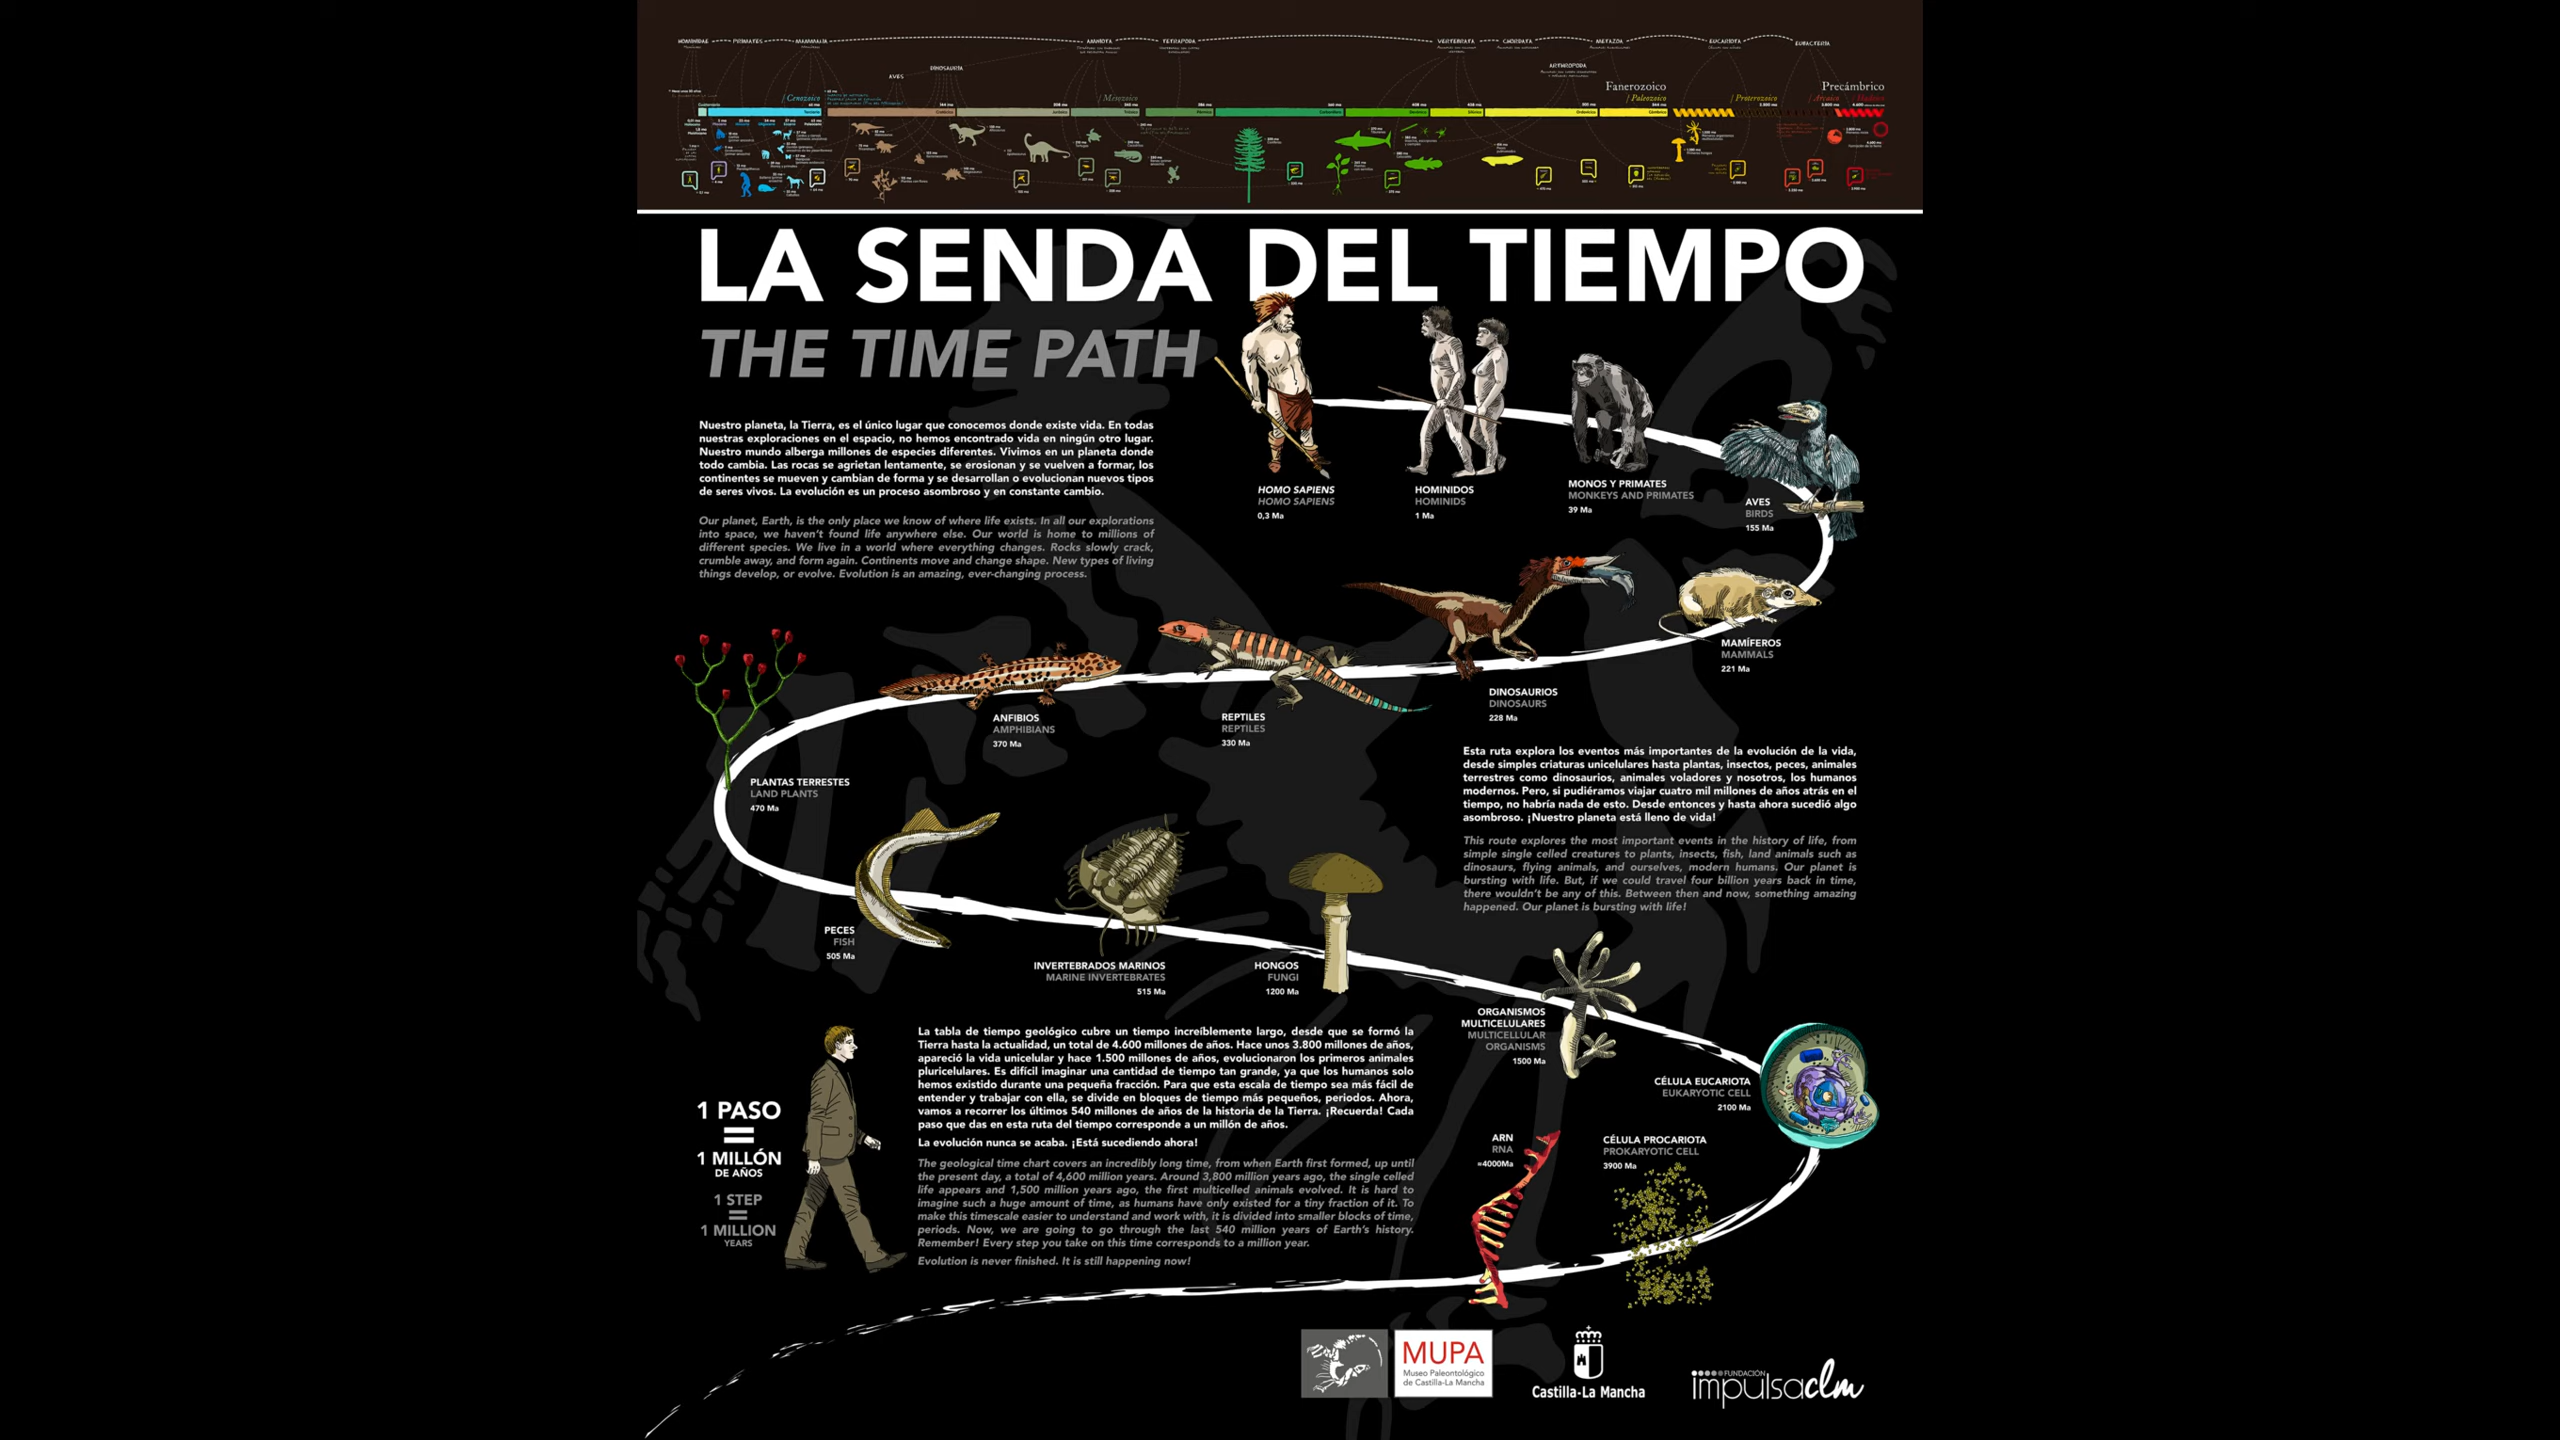 HOMINIDAE
PRIMATES
MAMMALIA
AMNIOTA
TETRAPODA
VERTEBRATA
CHORDATA
METAZOA
EUCARIOTA
EUBACTERIA
AVES
DINOSAURIA
ARTHROPODA
Fanerozoico
Precámbrico
/ Cenozoico
/ Mesozoico
/ Paleozoico
/ Proterozoico
LA SENDA DEL TIEMPO
THE TIME PATH
Nuestro planeta, la Tierra, es el único lugar que conocemos donde existe vida. En todas
nuestras exploraciones en el espacio, no hemos encontrado vida en ningún otro lugar.
Nuestro mundo alberga millones de especies diferentes. Vivimos en un planeta donde
todo cambia. Las rocas se agrietan lentamente, se erosionan y se vuelven a formar, los
continentes se mueven y cambian de forma y se desarrollan o evolucionan nuevos tipos
de seres vivos. La evolución es un proceso asombroso y en constante cambio.
Our planet, Earth, is the only place we know of where life exists. In all our explorations
into space, we haven't found life anywhere else. Our world is home to millions of
different species. We live in a world where everything changes. Rocks slowly crack,
crumble away, and form again. Continents move and change shape. New types of living
things develop, or evolve. Evolution is an amazing, ever-changing process.
HOMO SAPIENS
HOMO SAPIENS
0,3 Ma
HOMINIDOS
HOMINIDS
1 Ma
MONOS Y PRIMATES
MONKEYS AND PRIMATES
39 Ma
AVES
BIRDS
155 Ma
MAMÍFEROS
MAMMALS
221 Ma
DINOSAURIOS
DINOSAURS
228 Ma
REPTILES
REPTILES
330 Ma
ANFIBIOS
AMPHIBIANS
370 Ma
PLANTAS TERRESTES
LAND PLANTS
470 Ma
Esta ruta explora los eventos más importantes de la evolución de la vida,
desde simples criaturas unicelulares hasta plantas, insectos, peces, animales
terrestres como dinosaurios, animales voladores y nosotros, los humanos
modernos. Pero, si pudiéramos viajar cuatro mil millones de años atrás en el
tiempo, no habría nada de esto. Desde entonces y hasta ahora sucedió algo
asombroso. ¡Nuestro planeta está lleno de vida!
This route explores the most important events in the history of life, from
simple single celled creatures to plants, insects, fish, land animals such as
dinosaurs, flying animals, and ourselves, modern humans. Our planet is
bursting with life. But, if we could travel four billion years back in time,
there wouldn't be any of this. Between then and now, something amazing
happened. Our planet is bursting with life!
PECES
FISH
505 Ma
INVERTEBRADOS MARINOS
MARINE INVERTEBRATES
515 Ma
HONGOS
FUNGI
1200 Ma
ORGANISMOS
MULTICELULARES
MULTICELLULAR
ORGANISMS
1500 Ma
CÉLULA EUCARIOTA
EUKARYOTIC CELL
2100 Ma
CÉLULA PROCARIOTA
PROKARYOTIC CELL
3900 Ma
ARN
RNA
≈4000Ma
1 PASO
=
1 MILLÓN
DE AÑOS
1 STEP
=
1 MILLION
YEARS
La tabla de tiempo geológico cubre un tiempo increíblemente largo, desde que se formó la
Tierra hasta la actualidad, un total de 4.600 millones de años. Hace unos 3.800 millones de años,
apareció la vida unicelular y hace 1.500 millones de años, evolucionaron los primeros animales
pluricelulares. Es difícil imaginar una cantidad de tiempo tan grande, ya que los humanos solo
hemos existido durante una pequeña fracción. Para que esta escala de tiempo sea más fácil de
entender y trabajar con ella, se divide en bloques de tiempo más pequeños, periodos. Ahora,
vamos a recorrer los últimos 540 millones de años de la historia de la Tierra. ¡Recuerda! Cada
paso que das en esta ruta del tiempo corresponde a un millón de años.
La evolución nunca se acaba. ¡Está sucediendo ahora!
The geological time chart covers an incredibly long time, from when Earth first formed, up until
the present day, a total of 4,600 million years. Around 3,800 million years ago, the single celled
life appears and 1,500 million years ago, the first multicelled animals evolved. It is hard to
imagine such a huge amount of time, as humans have only existed for a tiny fraction of it. To
make this timescale easier to understand and work with, it is divided into smaller blocks of time,
periods. Now, we are going to go through the last 540 million years of Earth's history.
Remember! Every step you take on this time corresponds to a million year.
Evolution is never finished. It is still happening now!
MUPA
Museo Paleontológico
de Castilla-La Mancha
Castilla-La Mancha
FUNDACIÓN
impulsaclm